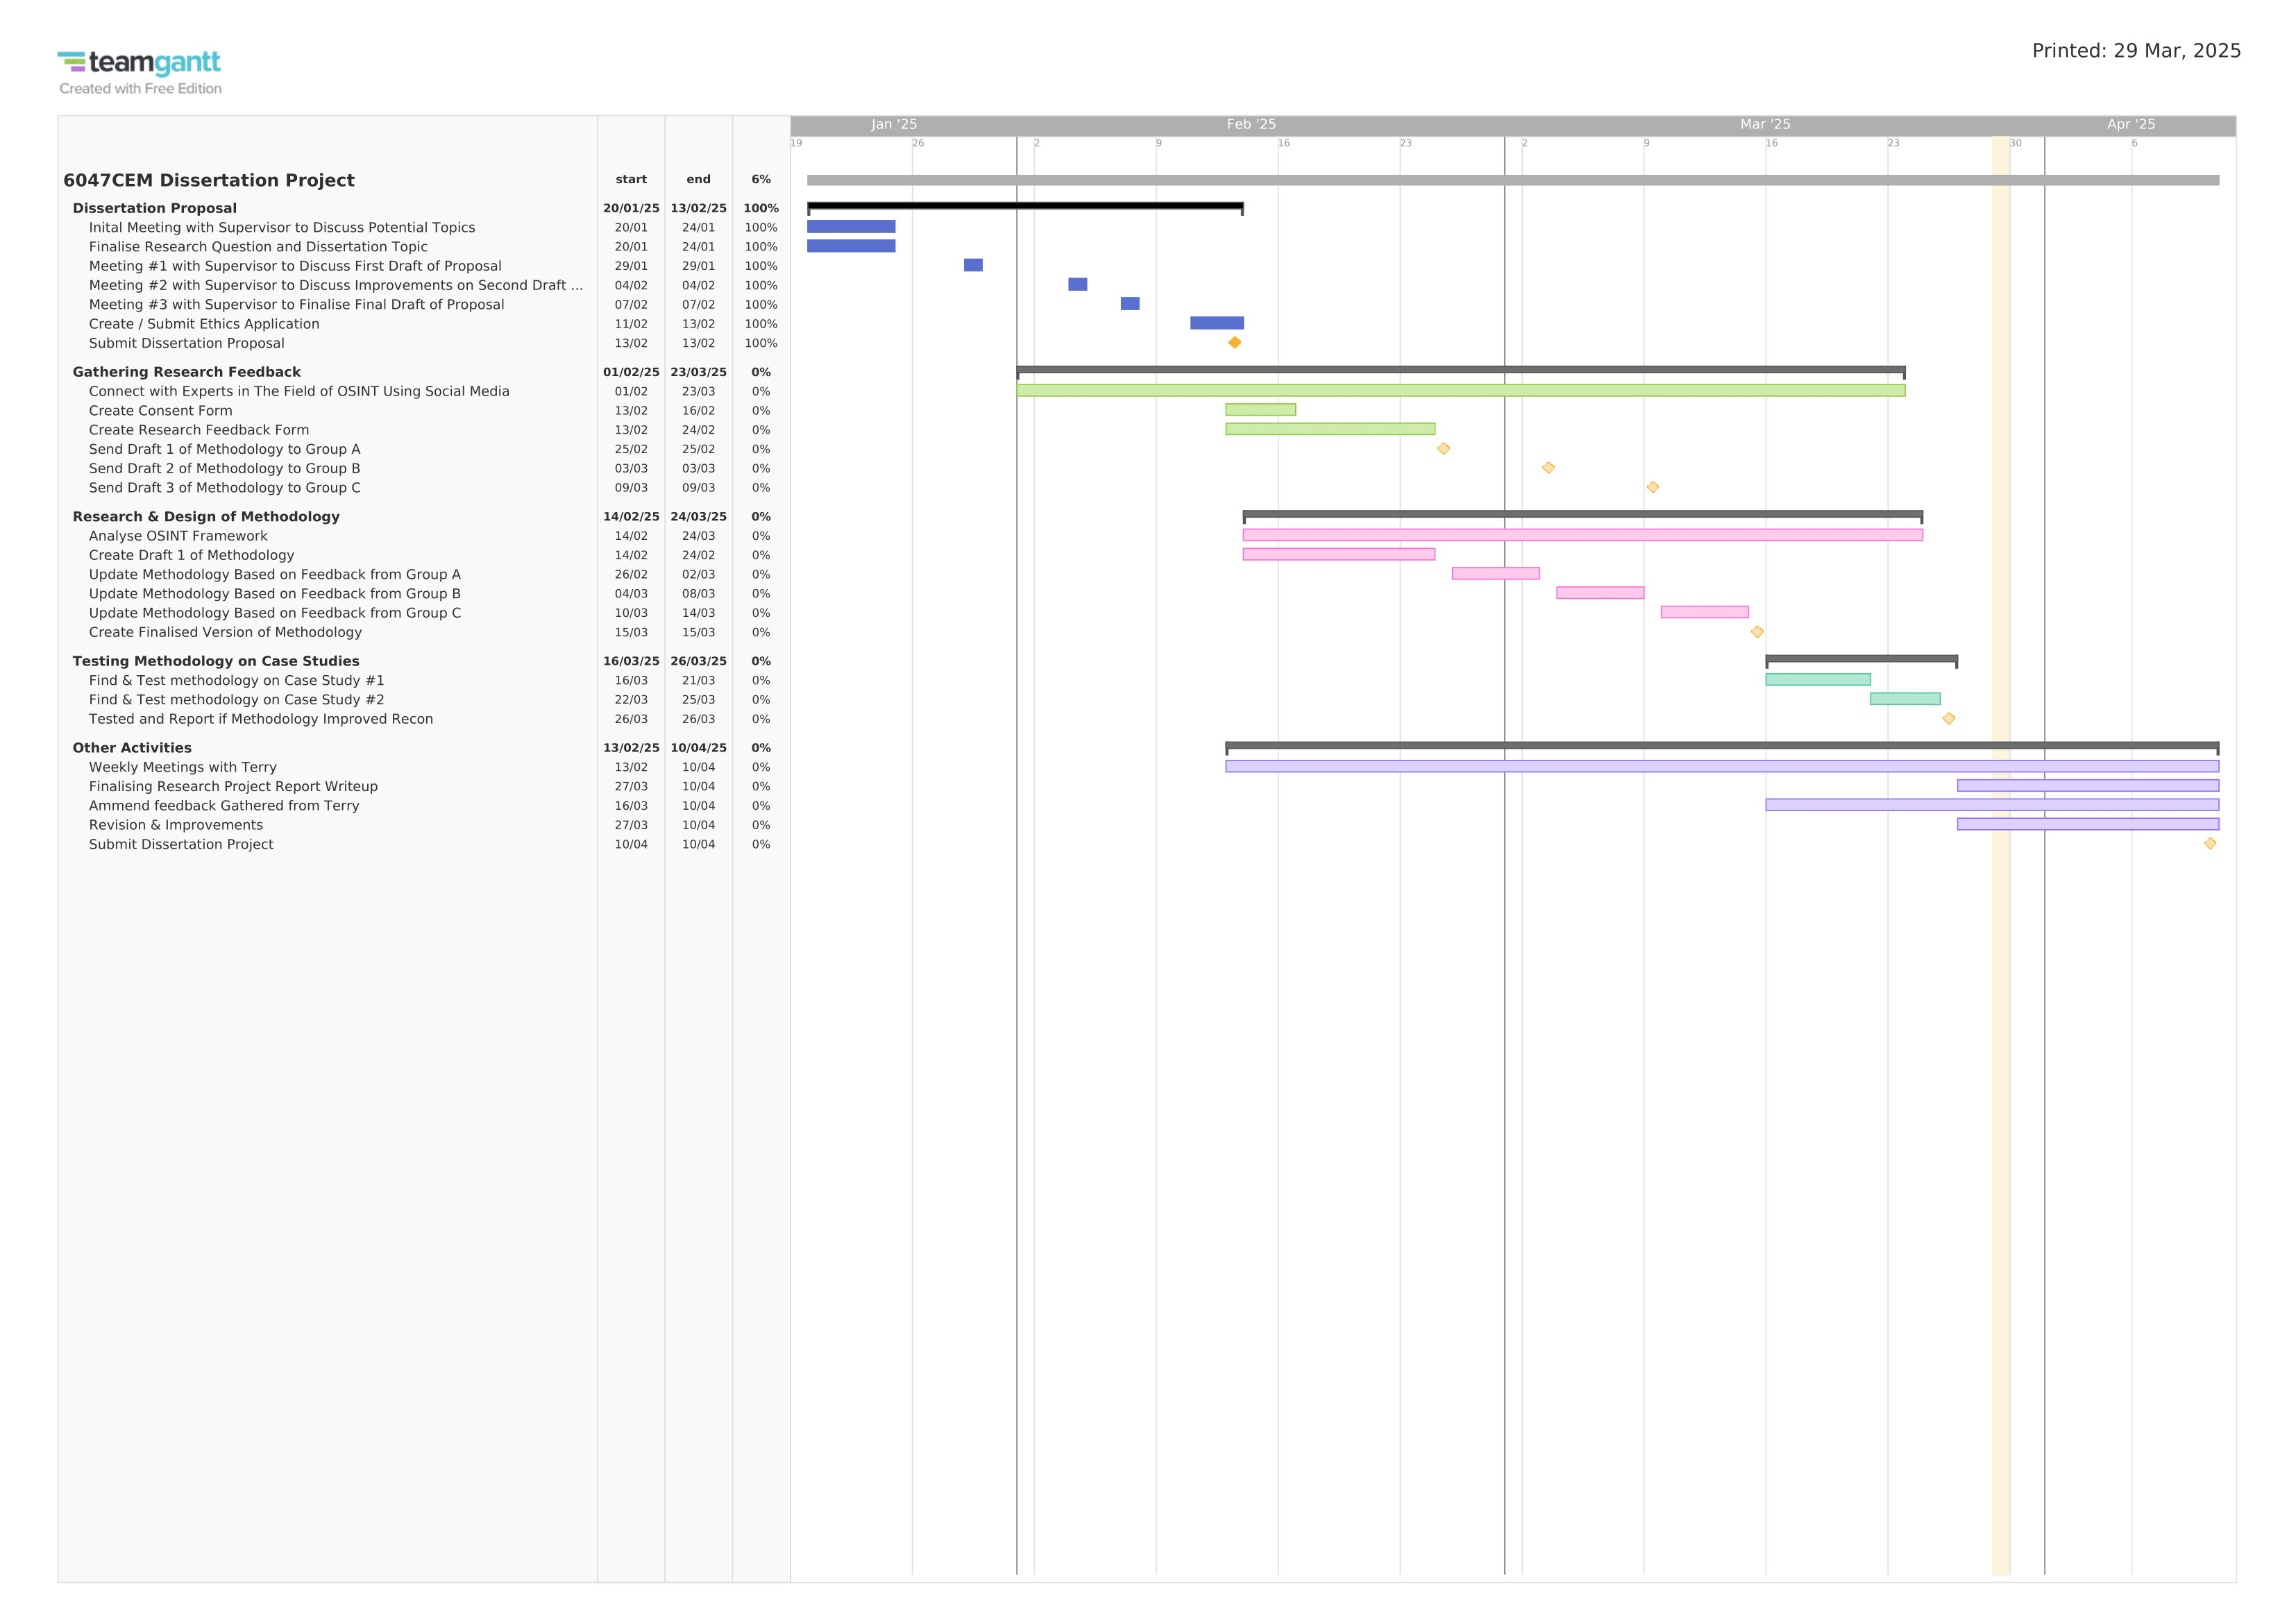 teamgantt
Created with Free Edition
Printed: 29 Mar, 2025
Jan '25 Feb '25 Mar '25 Apr '25
19 26 2 9 16 23 2 9 16 23 30 6
6047CEM Dissertation Project start end 6%
Dissertation Proposal 20/01/25 13/02/25 100%
Inital Meeting with Supervisor to Discuss Potential Topics 20/01 24/01 100%
Finalise Research Question and Dissertation Topic 20/01 24/01 100%
Meeting #1 with Supervisor to Discuss First Draft of Proposal 29/01 29/01 100%
Meeting #2 with Supervisor to Discuss Improvements on Second Draft ... 04/02 04/02 100%
Meeting #3 with Supervisor to Finalise Final Draft of Proposal 07/02 07/02 100%
Create / Submit Ethics Application 11/02 13/02 100%
Submit Dissertation Proposal 13/02 13/02 100%
Gathering Research Feedback 01/02/25 23/03/25 0%
Connect with Experts in The Field of OSINT Using Social Media 01/02 23/03 0%
Create Consent Form 13/02 16/02 0%
Create Research Feedback Form 13/02 24/02 0%
Send Draft 1 of Methodology to Group A 25/02 25/02 0%
Send Draft 2 of Methodology to Group B 03/03 03/03 0%
Send Draft 3 of Methodology to Group C 09/03 09/03 0%
Research & Design of Methodology 14/02/25 24/03/25 0%
Analyse OSINT Framework 14/02 24/03 0%
Create Draft 1 of Methodology 14/02 24/02 0%
Update Methodology Based on Feedback from Group A 26/02 02/03 0%
Update Methodology Based on Feedback from Group B 04/03 08/03 0%
Update Methodology Based on Feedback from Group C 10/03 14/03 0%
Create Finalised Version of Methodology 15/03 15/03 0%
Testing Methodology on Case Studies 16/03/25 26/03/25 0%
Find & Test methodology on Case Study #1 16/03 21/03 0%
Find & Test methodology on Case Study #2 22/03 25/03 0%
Tested and Report if Methodology Improved Recon 26/03 26/03 0%
Other Activities 13/02/25 10/04/25 0%
Weekly Meetings with Terry 13/02 10/04 0%
Finalising Research Project Report Writeup 27/03 10/04 0%
Ammend feedback Gathered from Terry 16/03 10/04 0%
Revision & Improvements 27/03 10/04 0%
Submit Dissertation Project 10/04 10/04 0%